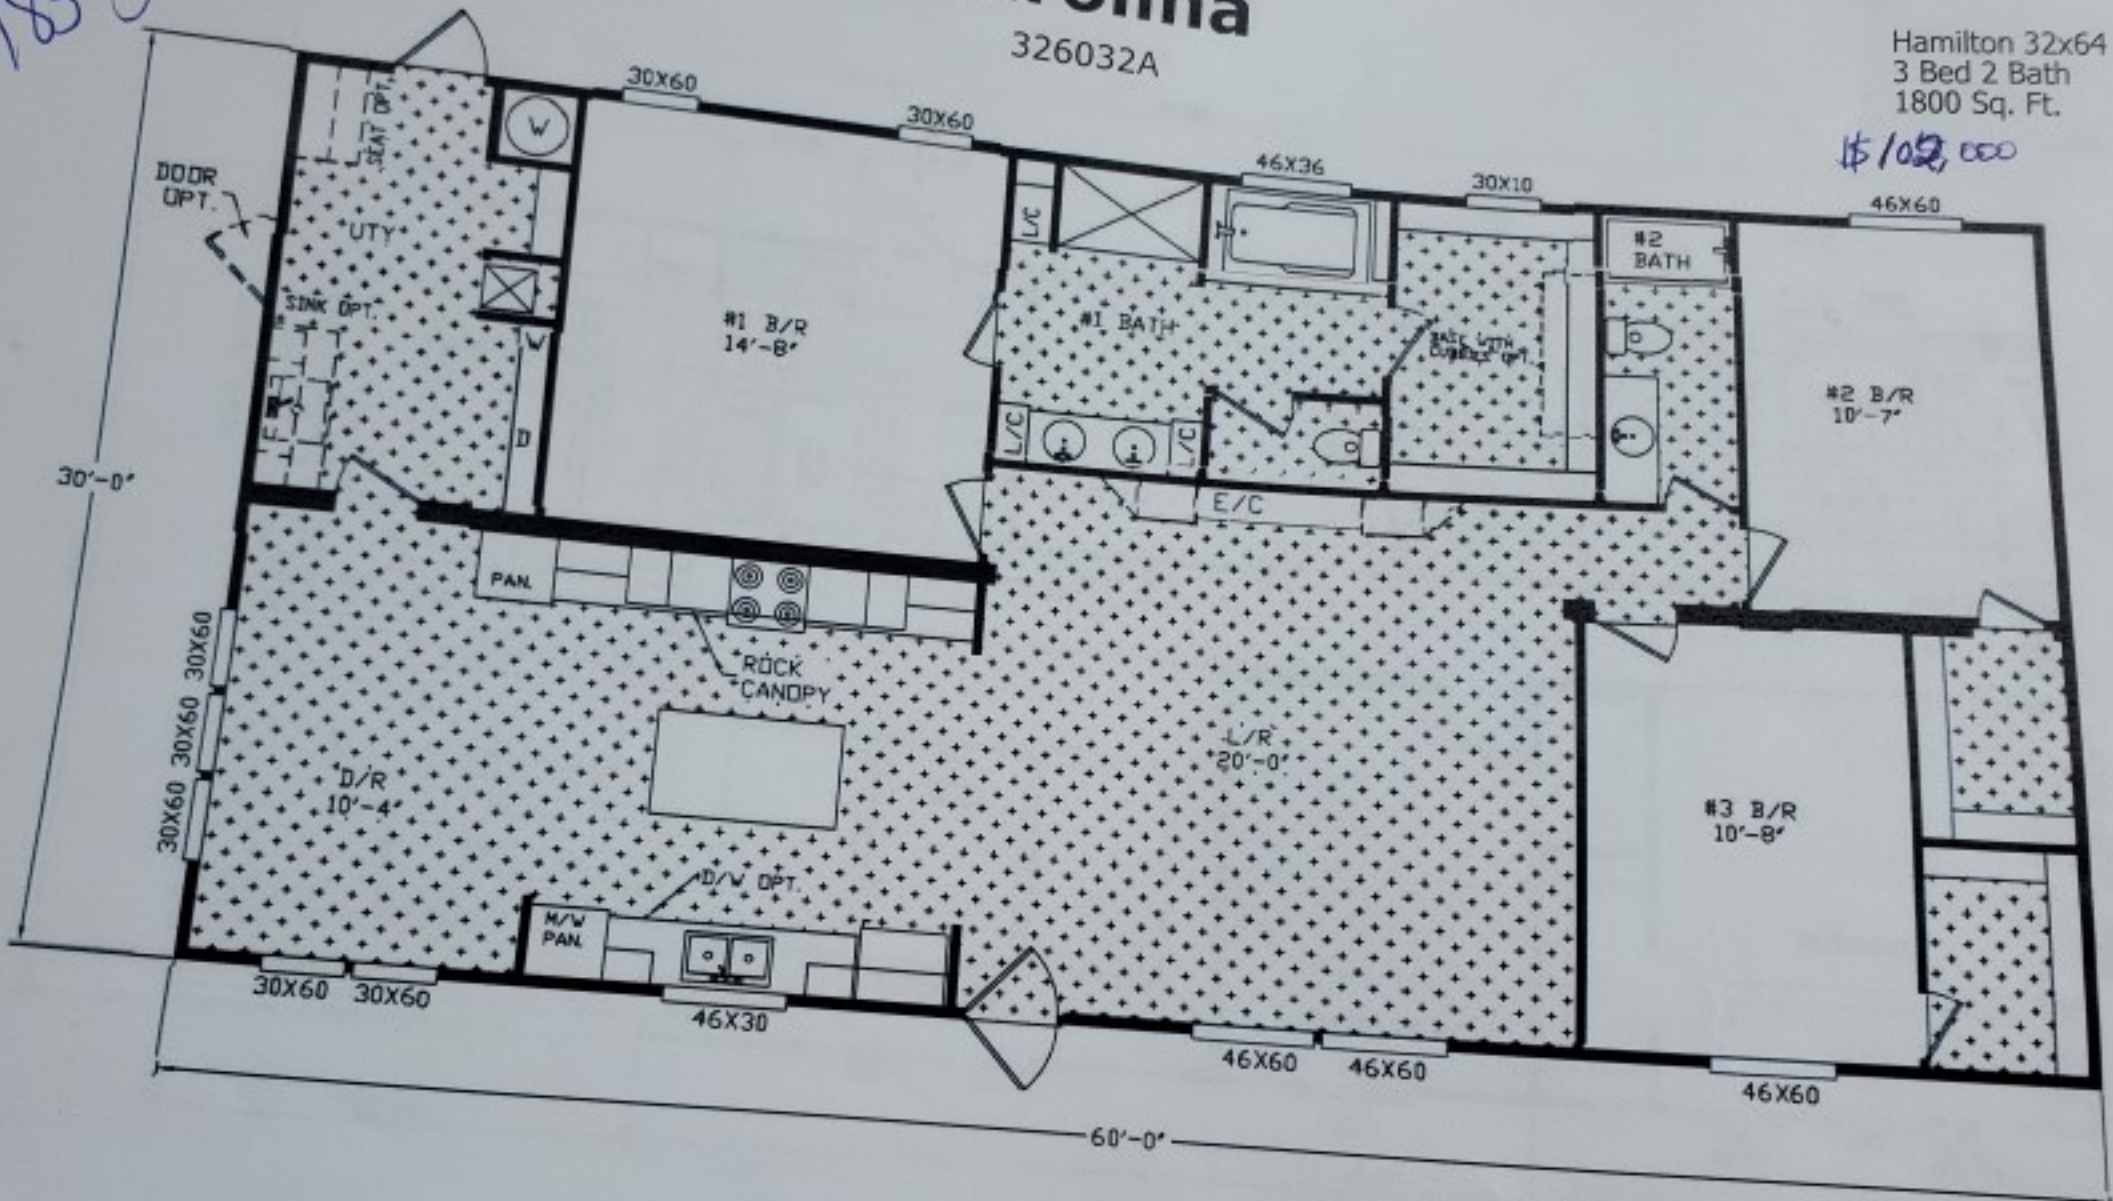 326032A
Hamilton 32x64
3 Bed 2 Bath
1800 Sq. Ft.
$102,000
30X60
30X60
46X36
30X10
46X60
SEAT OPT.
W
DOOR
OPT.
UTY
SINK OPT.
W
D
#1 B/R
14'-8"
L/C
#1 BATH
L/C
L/C
#2
BATH
#2 B/R
10'-7"
30'-0"
E/C
PAN.
ROCK
CANOPY
30X60
30X60
30X60
D/R
10'-4"
L/R
20'-0"
#3 B/R
10'-8"
D/W OPT.
M/W
PAN.
30X60
30X60
46X30
46X60
46X60
46X60
60'-0"